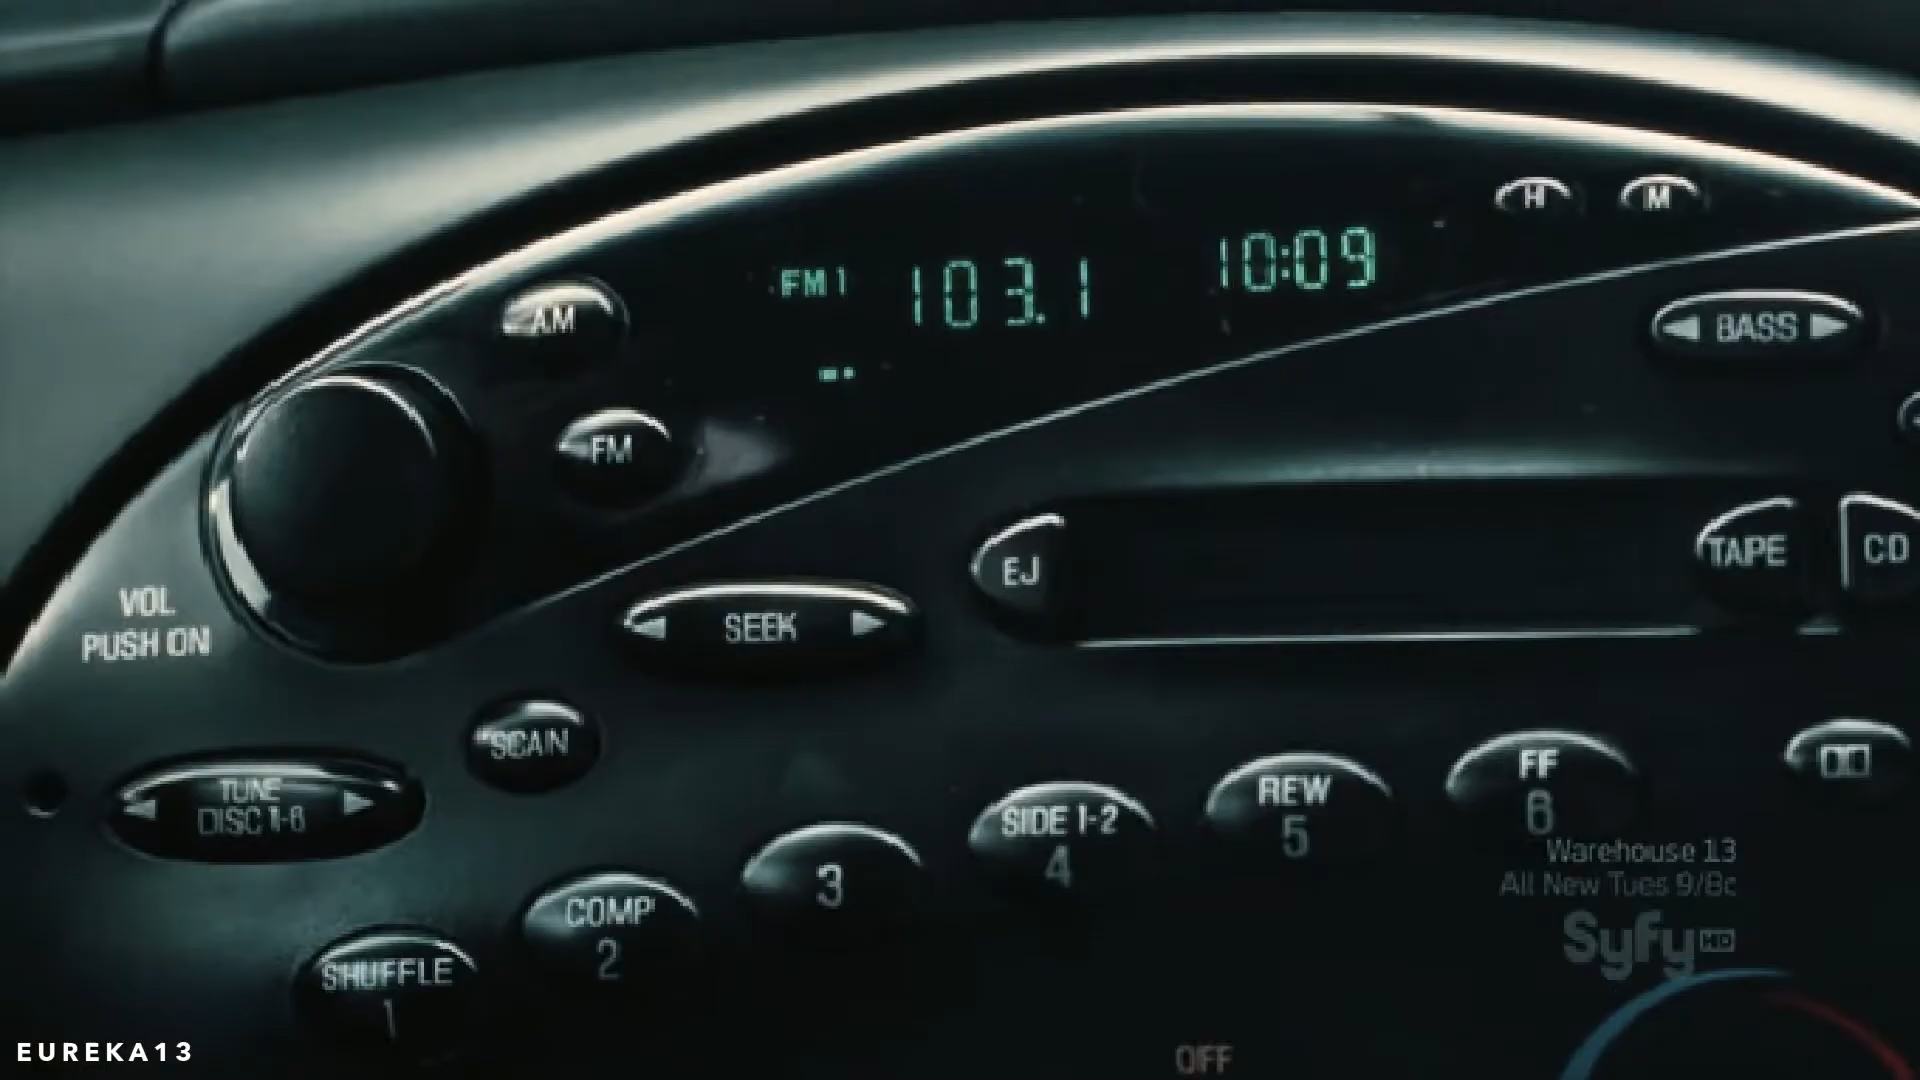 H M
FM 1 103.1 10:09
AM
BASS
FM
EJ
TAPE
CD
VOL
PUSH ON
SEEK
SCAN
TUNE
DISC 1-6
SIDE 1-2
4
REW
5
FF
6
3
COMP
2
SHUFFLE
1
Warehouse 13
All New Tues 9/8c
Syfy HD
EUREKA13
OFF